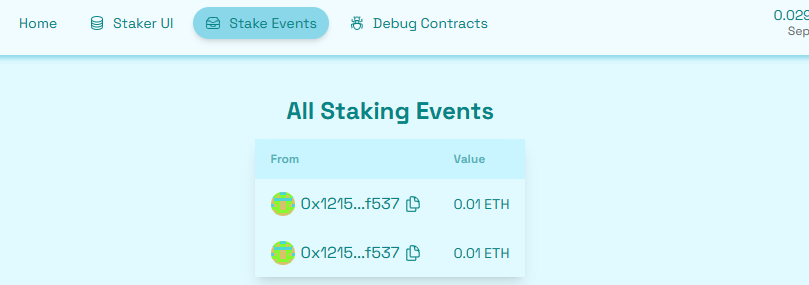 Home Staker UI Stake Events Debug Contracts 0.029
Sep
All Staking Events
From Value
0x1215...f537 0.01 ETH
0x1215...f537 0.01 ETH